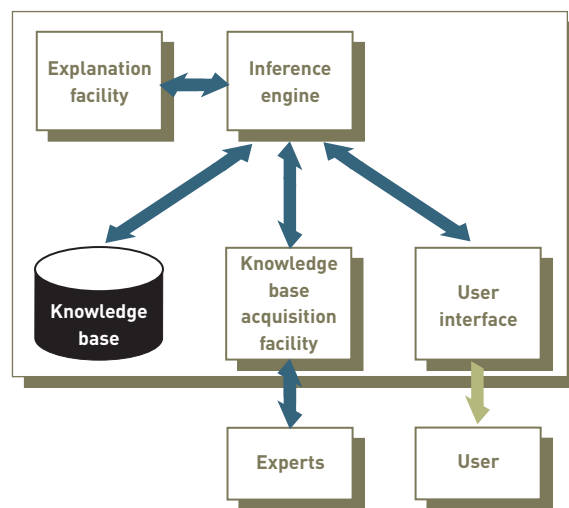 Explanation
facility
Inference
engine
Knowledge
base
Knowledge
base
acquisition
facility
User
interface
Experts
User